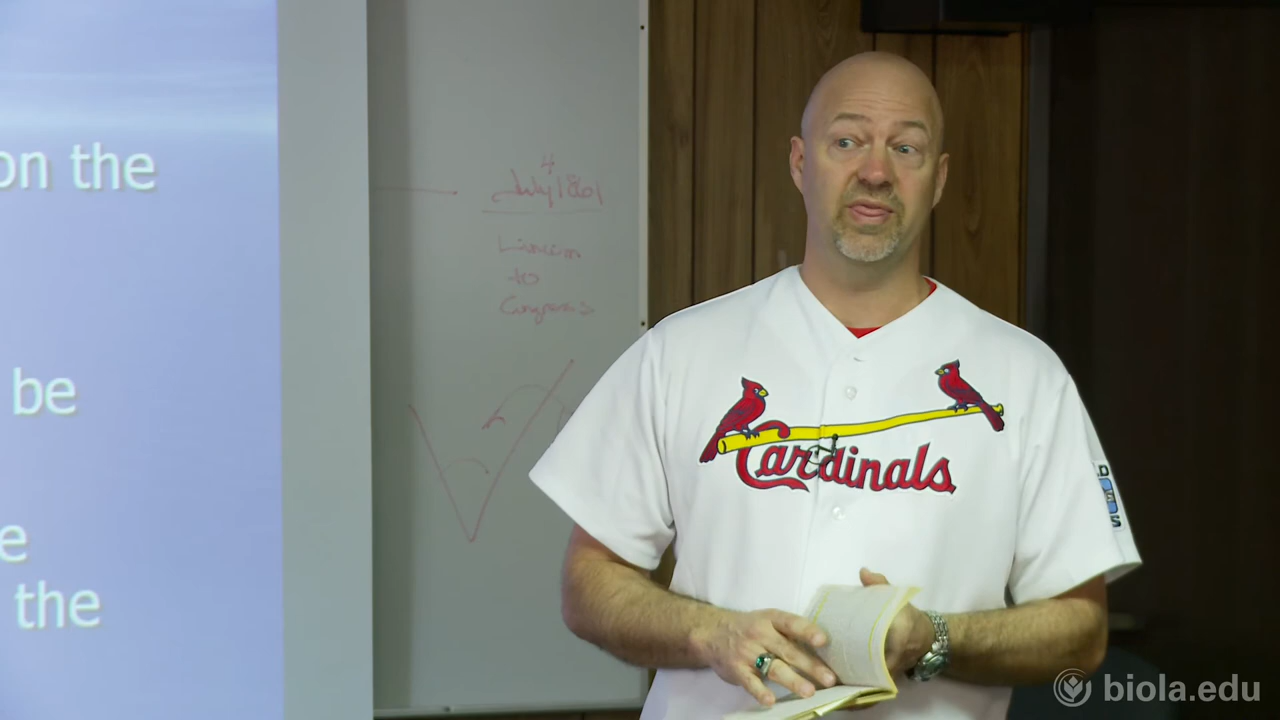 on the
be
e
the
4
July 1861
Lincoln
to
Congress
Cardinals
biola.edu